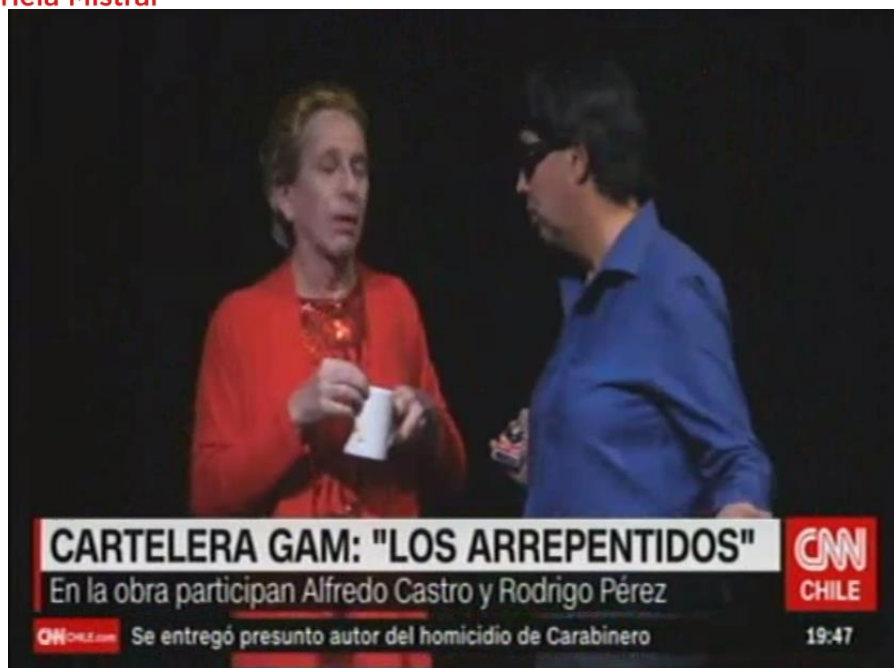 Mistral
CARTELERA GAM: "LOS ARREPENTIDOS"
En la obra participan Alfredo Castro y Rodrigo Pérez
CNN
CHILE
CNNCHILE.com Se entregó presunto autor del homicidio de Carabinero 19:47